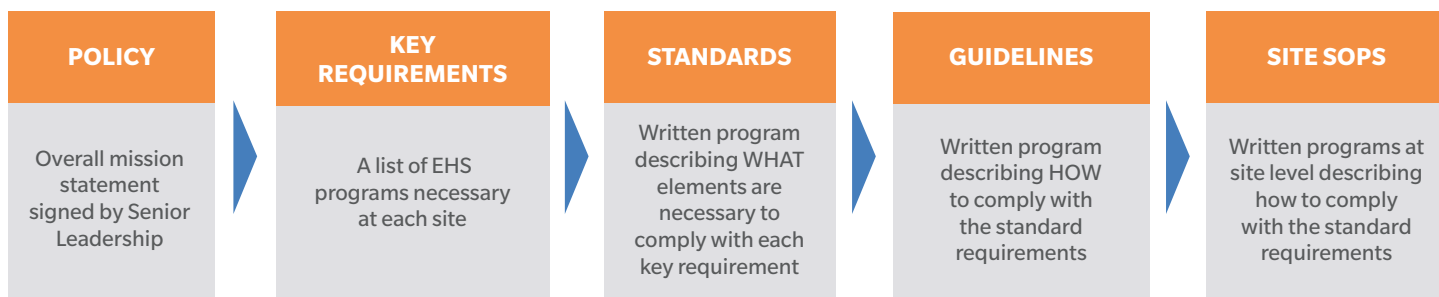 POLICY
Overall mission
statement
signed by Senior
Leadership
KEY
REQUIREMENTS
A list of EHS
programs necessary
at each site
STANDARDS
Written program
describing WHAT
elements are
necessary to
comply with each
key requirement
GUIDELINES
Written program
describing HOW
to comply with
the standard
requirements
SITE SOPS
Written programs at
site level describing
how to comply
with the standard
requirements